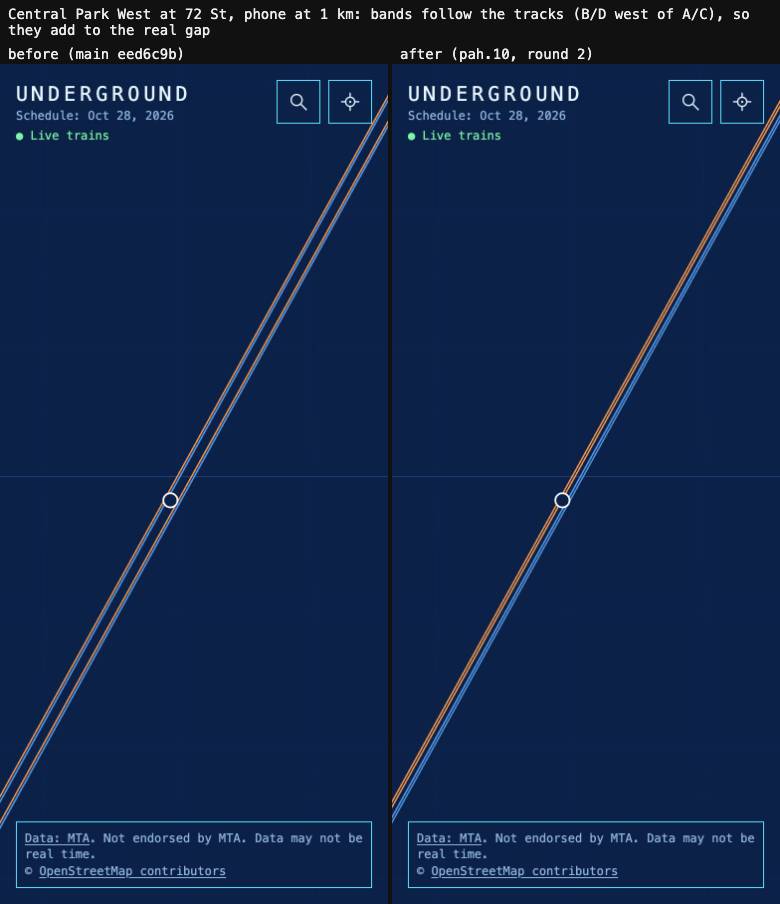 Central Park West at 72 St, phone at 1 km: bands follow the tracks (B/D west of A/C), so
they add to the real gap
before (main eed6c9b)
after (pah.10, round 2)
UNDERGROUND
Schedule: Oct 28, 2026
Live trains
UNDERGROUND
Schedule: Oct 28, 2026
Live trains
Data: MTA. Not endorsed by MTA. Data may not be
real time.
© OpenStreetMap contributors
Data: MTA. Not endorsed by MTA. Data may not be
real time.
© OpenStreetMap contributors